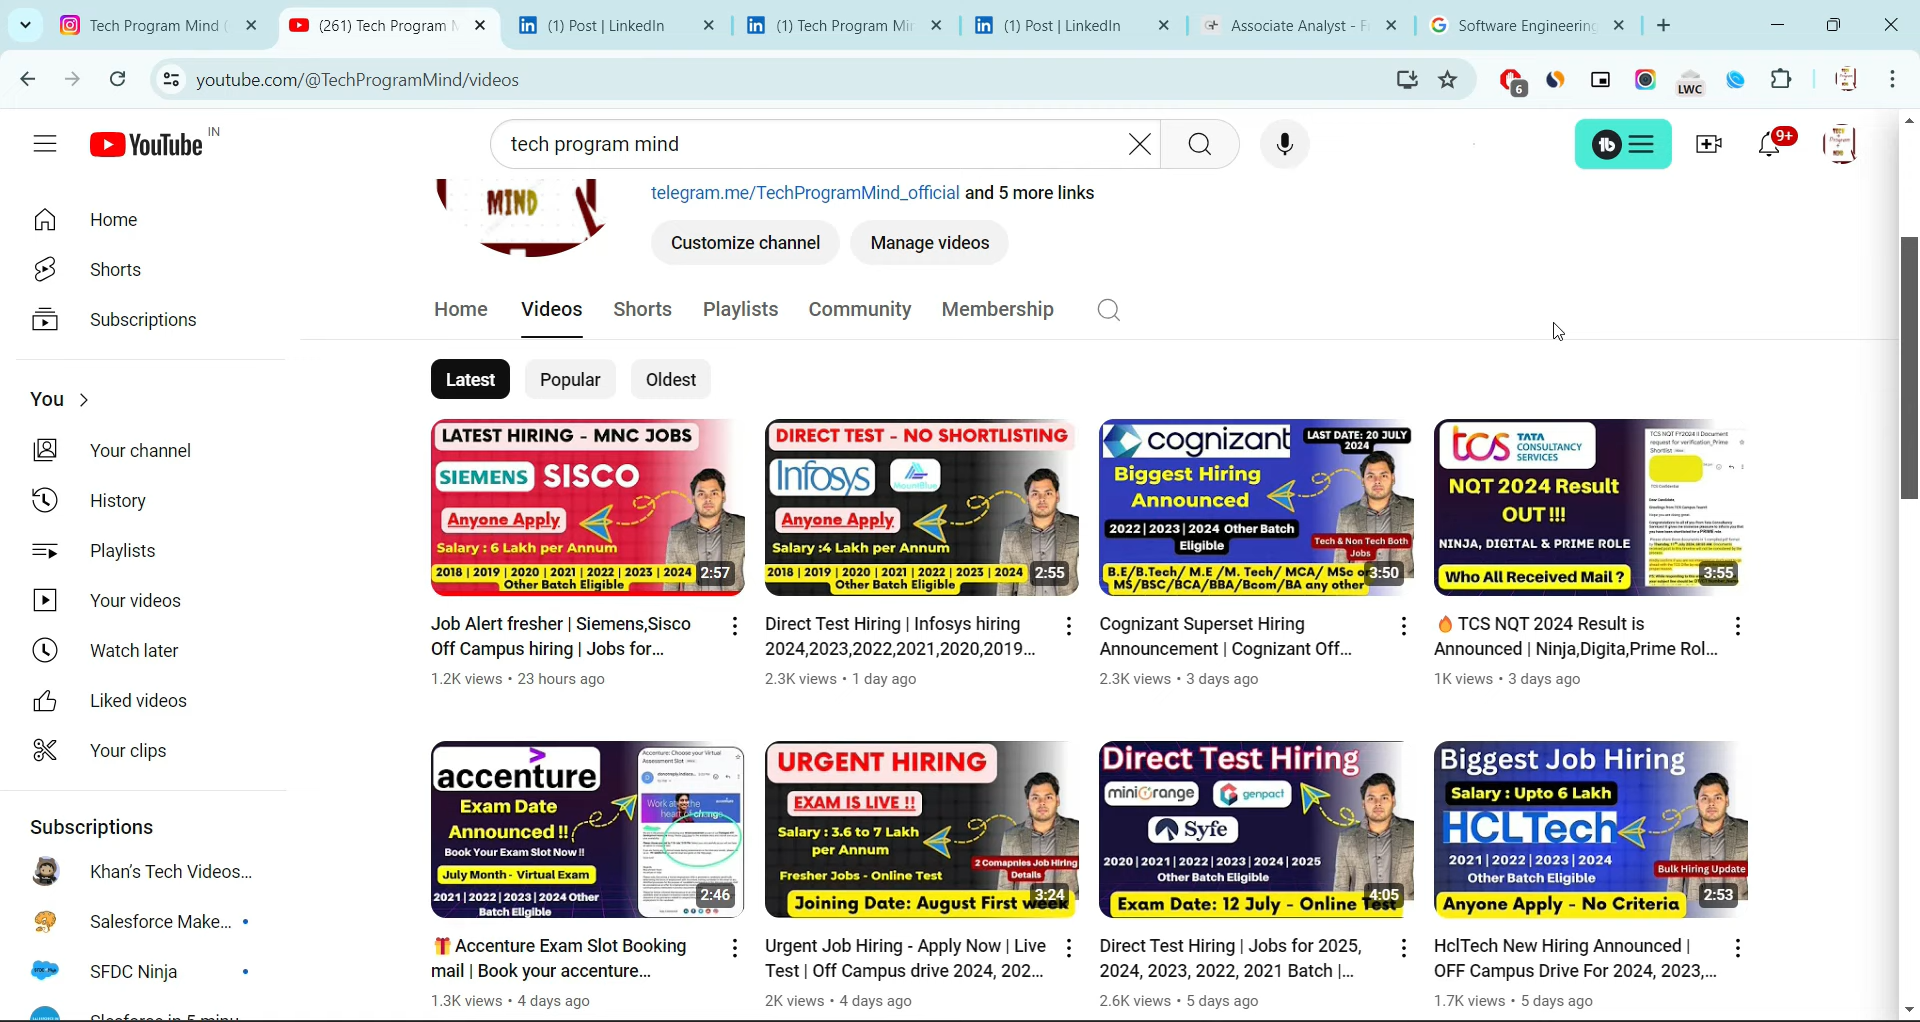 Tech Program Mind (
(261) Tech Program M
(1) Post | LinkedIn
(1) Tech Program Min
(1) Post | LinkedIn
Associate Analyst - F
Software Engineering
youtube.com/@TechProgramMind/videos
6
LWC
YouTube IN
tech program mind
9+
MIND
telegram.me/TechProgramMind_official and 5 more links
Customize channel
Manage videos
Home
Shorts
Subscriptions
You
Your channel
History
Playlists
Your videos
Watch later
Liked videos
Your clips
Subscriptions
Khan's Tech Videos...
Salesforce Make...
SFDC Ninja
Home Videos Shorts Playlists Community Membership
Latest Popular Oldest
LATEST HIRING - MNC JOBS
SIEMENS SISCO
Anyone Apply
Salary : 6 Lakh per Annum
2018 | 2019 | 2020 | 2021 | 2022 | 2023 | 2024
Other Batch Eligible
2:57
Job Alert fresher | Siemens,Sisco
Off Campus hiring | Jobs for...
1.2K views • 23 hours ago
DIRECT TEST - NO SHORTLISTING
Infosys
MountBlue
Anyone Apply
Salary :4 Lakh per Annum
2018 | 2019 | 2020 | 2021 | 2022 | 2023 | 2024
Other Batch Eligible
2:55
Direct Test Hiring | Infosys hiring
2024,2023,2022,2021,2020,2019...
2.3K views • 1 day ago
cognizant
LAST DATE: 20 JULY
2024
Biggest Hiring
Announced
2022 | 2023 | 2024 Other Batch
Eligible
Tech & Non Tech Both
Jobs
B.E/B.Tech/ M.E /M. Tech/ MCA/ MSc or
MS/BSC/BCA/BBA/Bcom/BA any other
3:50
Cognizant Superset Hiring
Announcement | Cognizant Off...
2.3K views • 3 days ago
tcs TATA
CONSULTANCY
SERVICES
NQT 2024 Result
OUT !!!
NINJA, DIGITAL & PRIME ROLE
Who All Received Mail ?
3:55
🔥 TCS NQT 2024 Result is
Announced | Ninja,Digita,Prime Rol...
1K views • 3 days ago
accenture
Exam Date
Announced !!
Book Your Exam Slot Now !!
July Month - Virtual Exam
2021 | 2022 | 2023 | 2024 Other
Batch Eligible
Accenture: Choose your Virtual
Assessment Slot
Work at the
heart of change
2:46
🎁 Accenture Exam Slot Booking
mail | Book your accenture...
1.3K views • 4 days ago
URGENT HIRING
EXAM IS LIVE !!
Salary : 3.6 to 7 Lakh
per Annum
2 Comapnies Job Hiring
Details
Fresher Jobs - Online Test
Joining Date: August First week
3:24
Urgent Job Hiring - Apply Now | Live
Test | Off Campus drive 2024, 202...
2K views • 4 days ago
Direct Test Hiring
miniOrange
genpact
Syfe
2020 | 2021 | 2022 | 2023 | 2024 | 2025
Other Batch Eligible
Exam Date: 12 July - Online Test
4:05
Direct Test Hiring | Jobs for 2025,
2024, 2023, 2022, 2021 Batch |...
2.6K views • 5 days ago
Biggest Job Hiring
Salary : Upto 6 Lakh
HCLTech
2021 | 2022 | 2023 | 2024
Other Batch Eligible
Bulk Hiring Update
Anyone Apply - No Criteria
2:53
HclTech New Hiring Announced |
OFF Campus Drive For 2024, 2023,...
1.7K views • 5 days ago